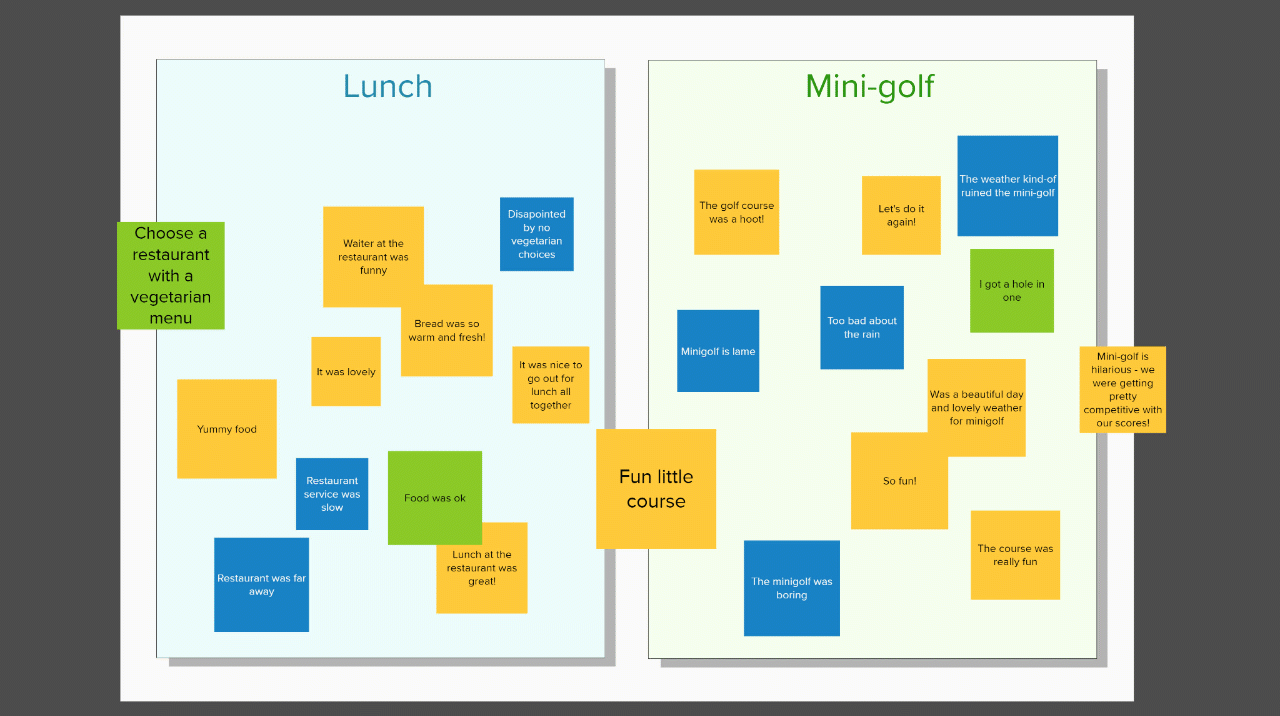 Lunch
Choose a
restaurant
with a
vegetarian
menu
Waiter at the
restaurant was
funny
Disapointed
by no
vegetarian
choices
Bread was so
warm and fresh!
It was lovely
It was nice to
go out for
lunch all
together
Yummy food
Restaurant
service was
slow
Food was ok
Lunch at the
restaurant was
great!
Restaurant was far
away
Fun little
course
Mini-golf
The golf course
was a hoot!
Let's do it
again!
The weather kind-of
ruined the mini-golf
I got a hole in
one
Too bad about
the rain
Minigolf is lame
Mini-golf is
hilarious - we
were getting
pretty
competitive with
our scores!
Was a beautiful day
and lovely weather
for minigolf
So fun!
The course was
really fun
The minigolf was
boring